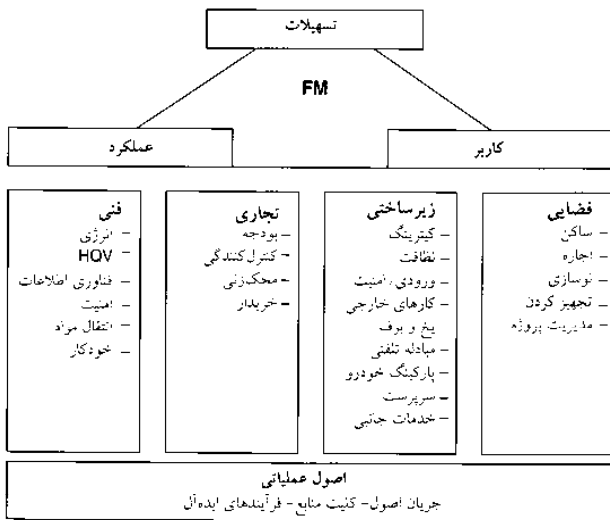 تسهیلات
FM
کاربر
عملکرد
فضایی
ساکن –
اجاره –
نوسازی –
تجهیز کردن –
مدیریت پروژه –
زیرساختی
کیترینگ –
نظافت –
ورودی، امنیت –
کارهای خارجی –
یخ و برف
مبادله تلفنی –
پارکینگ خودرو –
سرپرست –
خدمات جانبی –
تجاری
بودجه –
کنترل‌کنندگی –
محک‌زنی –
خریدار –
فنی
انرژی –
HOV –
فناوری اطلاعات –
امنیت –
انتقال مواد –
خودکار –
اصول عملیاتی
جریان اصول – کلیت منابع – فرآیندهای ایده‌آل